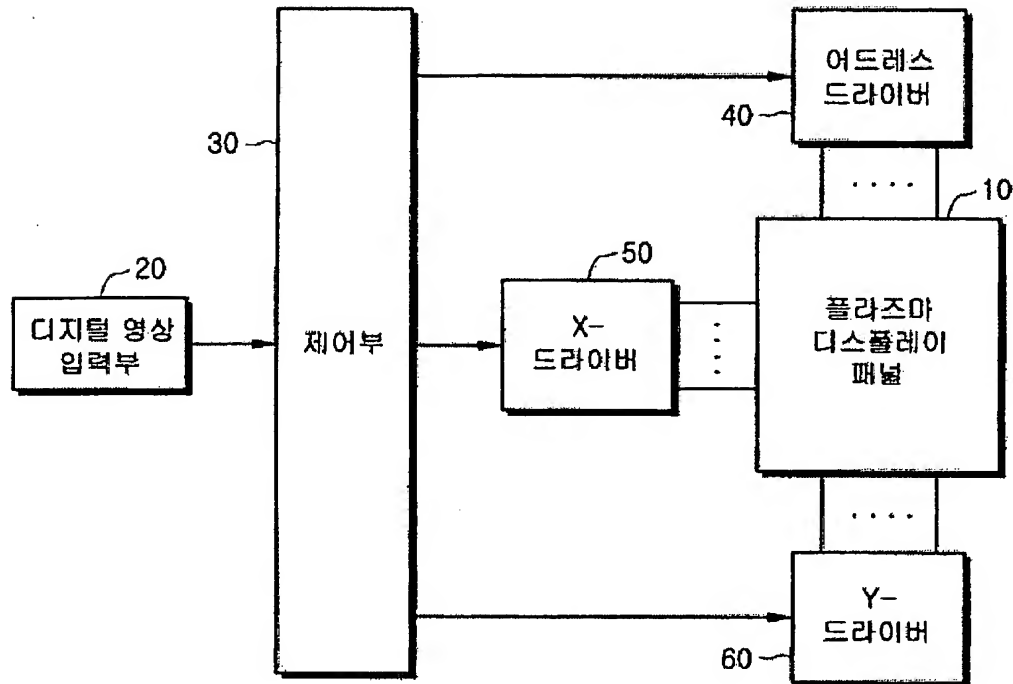 어드레스
드라이버
40
30
10
20
디지털 영상
입력부
제어부
50
X-
드라이버
플라즈마
디스플레이
패널
Y-
드라이버
60